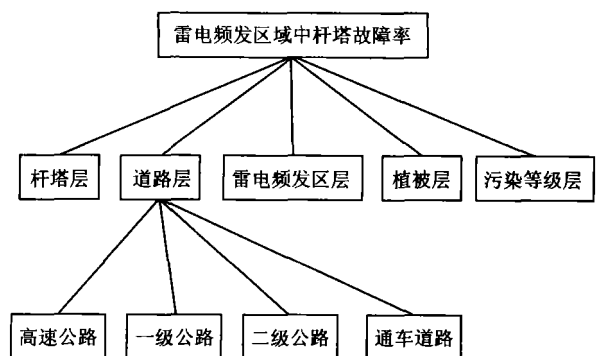 雷电频发区域中杆塔故障率
杆塔层
道路层
雷电频发区层
植被层
污染等级层
高速公路
一级公路
二级公路
通车道路